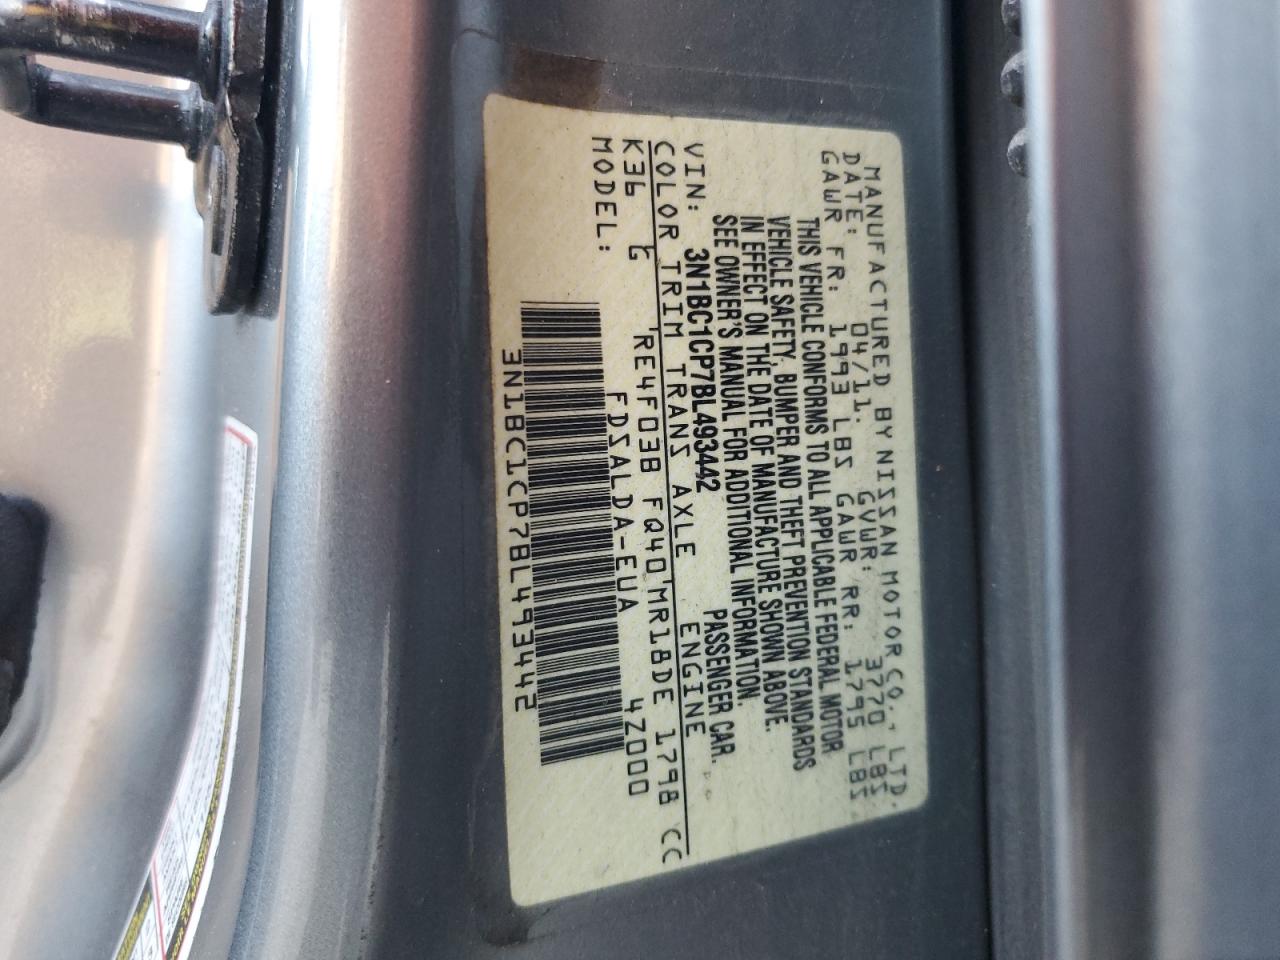 MANUFACTURED BY NISSAN MOTOR CO., LTD.
DATE: 04/11. GVWR: 3770 LBS
GAWR FR: 1993 LBS GAWR RR: 1795 LBS
THIS VEHICLE CONFORMS TO ALL APPLICABLE FEDERAL MOTOR
VEHICLE SAFETY, BUMPER AND THEFT PREVENTION STANDARDS
IN EFFECT ON THE DATE OF MANUFACTURE SHOWN ABOVE.
SEE OWNER'S MANUAL FOR ADDITIONAL INFORMATION.
VIN: 3N1BC1CP7BL493442 PASSENGER CAR.
COLOR TRIM TRANS AXLE ENGINE
K36 G RE4F03B FQ40 MR18DE 1798 CC
MODEL: FDSALDA-EUA 4Z000
3N1BC1CP7BL493442